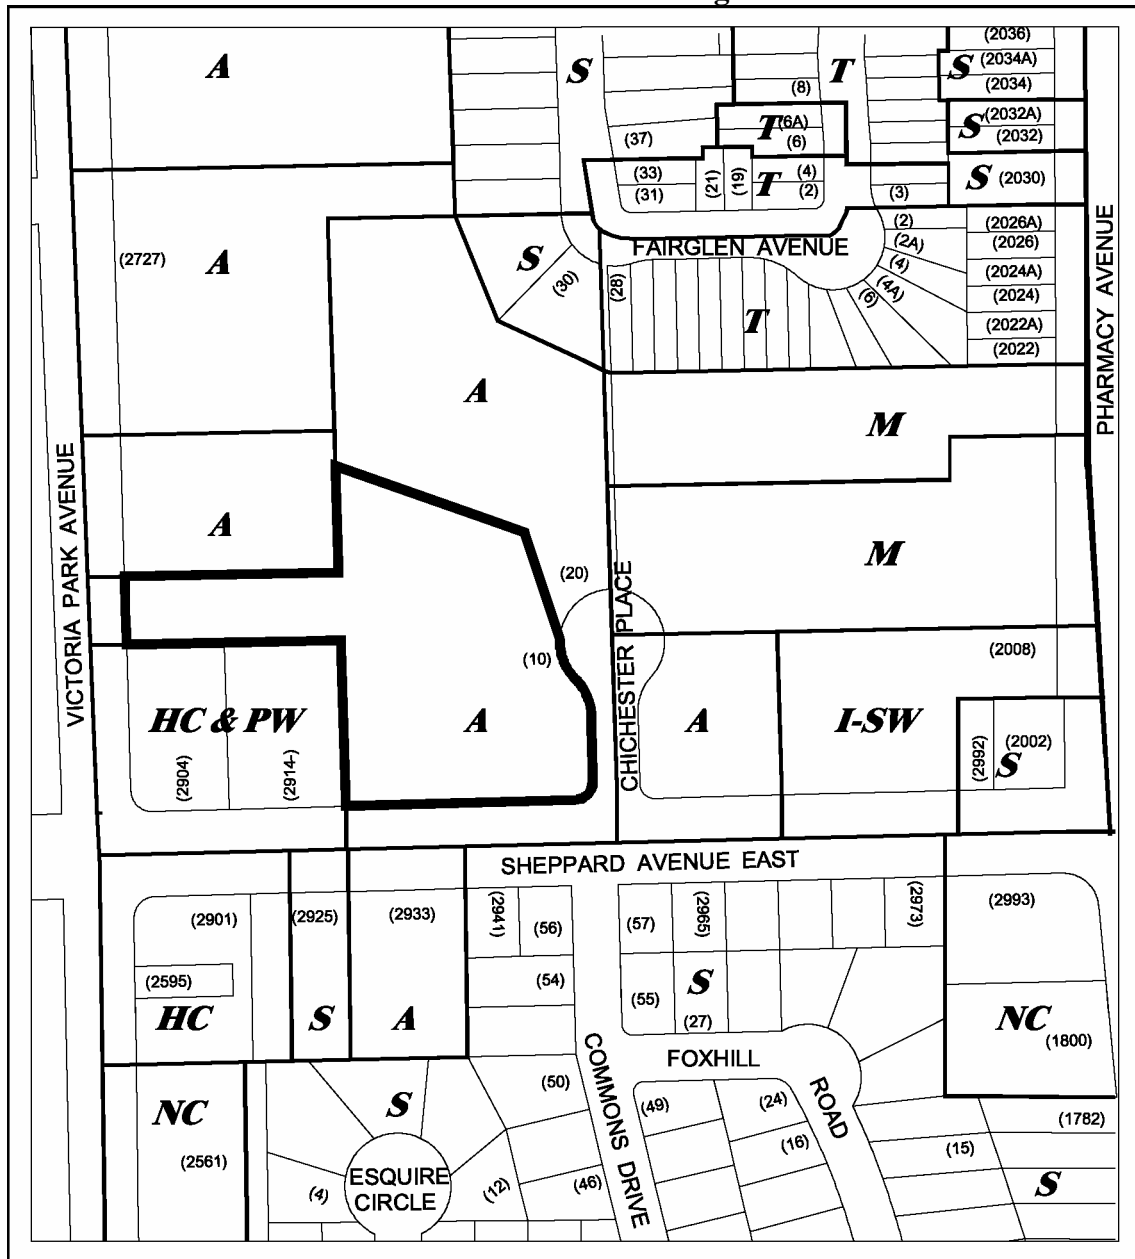 A
S
T
(2036)
(2034A)
S
(2034)
(8)
T(6A)
(6)
(2032A)
S
(2032)
(37)
(33)
(31)
(21)
(19)
T
(4)
(2)
(3)
S (2030)
(2)
(2A)
(4)
(4A)
(6)
(2026A)
(2026)
(2024A)
(2024)
(2022A)
(2022)
PHARMACY AVENUE
(2727)
A
S
(30)
(28)
FAIRGLEN AVENUE
T
A
M
A
VICTORIA PARK AVENUE
M
(20)
CHICHESTER PLACE
(10)
A
HC & PW
(2904)
(2914-)
A
I-SW
(2008)
(2992)
(2002)
S
SHEPPARD AVENUE EAST
(2901)
(2595)
HC
(2925)
S
(2933)
A
(2941)
(56)
(54)
(57)
(2965)
(2973)
(55)
S
(27)
(2993)
NC
(1800)
FOXHILL
ROAD
COMMONS DRIVE
(50)
(49)
(24)
(16)
(46)
(15)
(1782)
S
NC
(2561)
S
ESQUIRE
CIRCLE
(4)
(12)